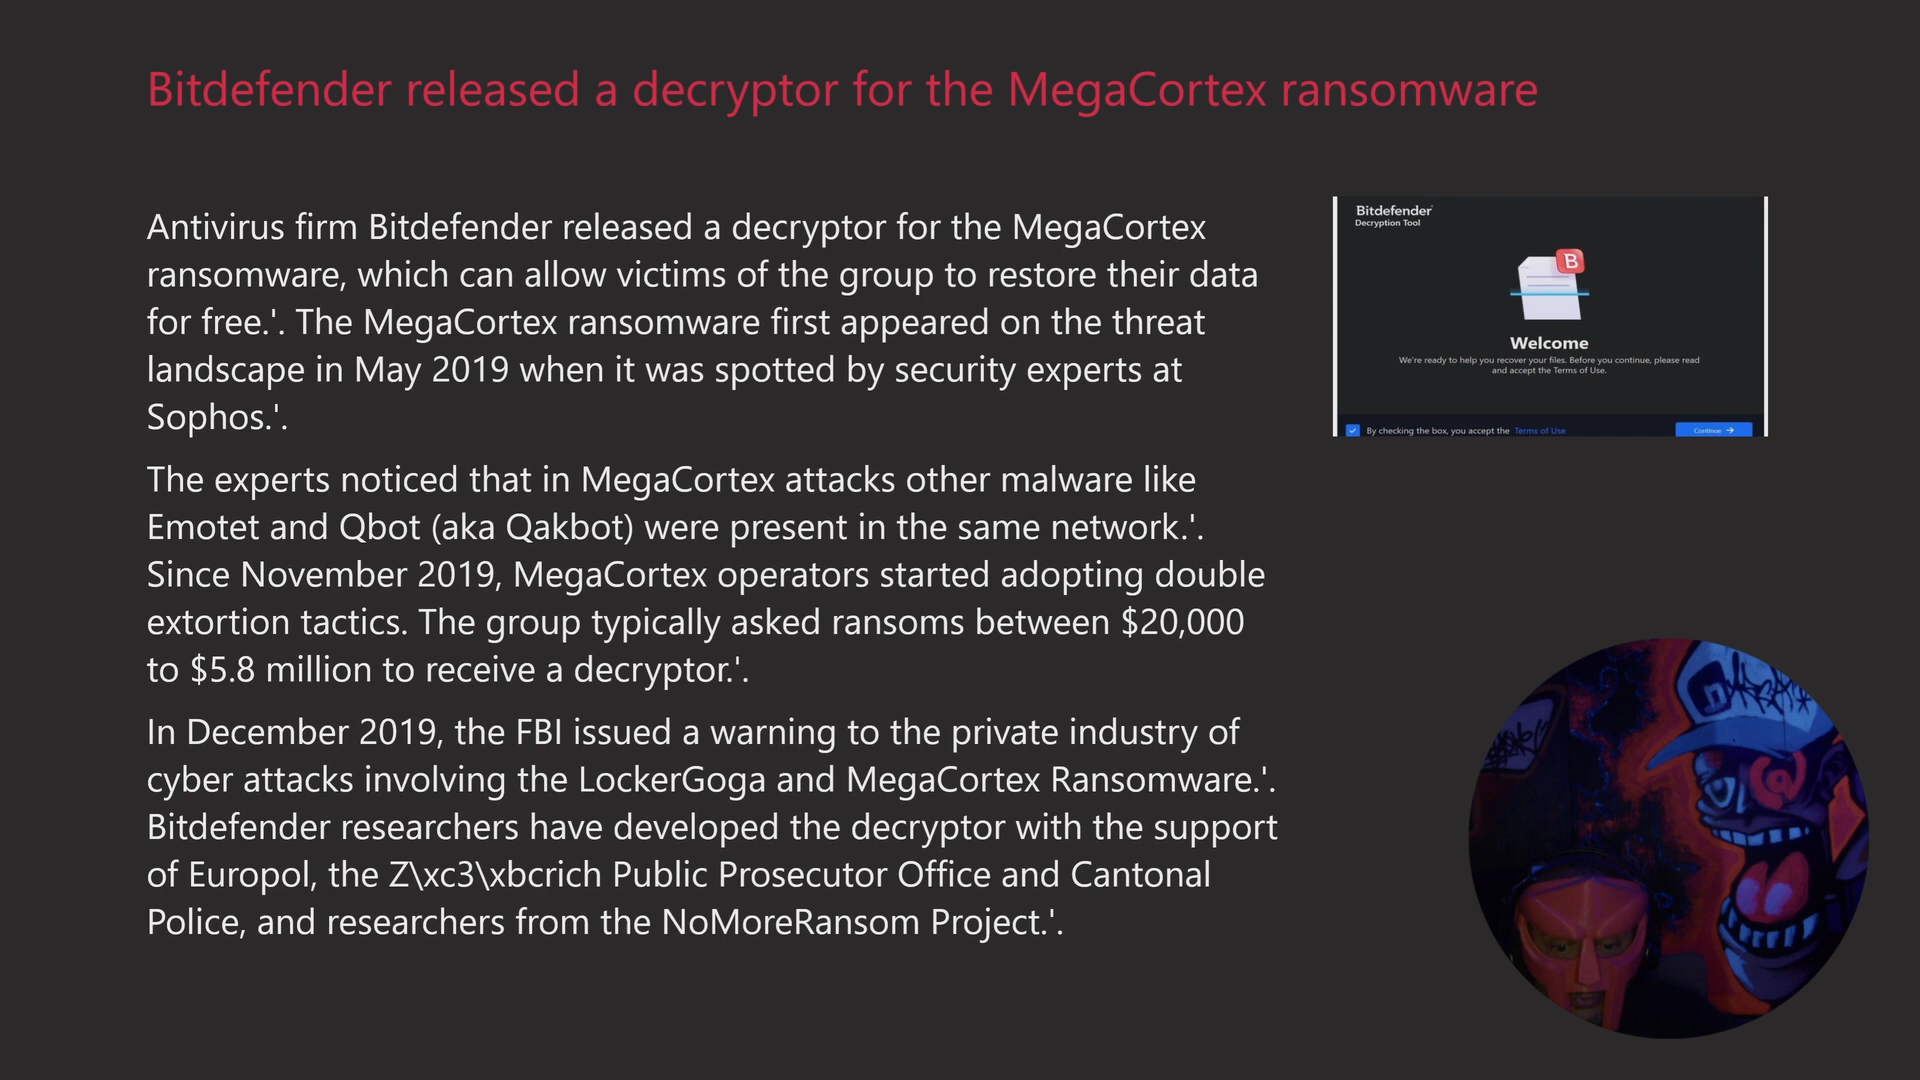 Bitdefender released a decryptor for the MegaCortex ransomware
Antivirus firm Bitdefender released a decryptor for the MegaCortex
ransomware, which can allow victims of the group to restore their data
for free.'. The MegaCortex ransomware first appeared on the threat
landscape in May 2019 when it was spotted by security experts at
Sophos.'.
The experts noticed that in MegaCortex attacks other malware like
Emotet and Qbot (aka Qakbot) were present in the same network.'.
Since November 2019, MegaCortex operators started adopting double
extortion tactics. The group typically asked ransoms between $20,000
to $5.8 million to receive a decryptor.'.
In December 2019, the FBI issued a warning to the private industry of
cyber attacks involving the LockerGoga and MegaCortex Ransomware.'.
Bitdefender researchers have developed the decryptor with the support
of Europol, the Z\xc3\xbcrich Public Prosecutor Office and Cantonal
Police, and researchers from the NoMoreRansom Project.'.
Bitdefender
Decryption Tool
B
Welcome
We're ready to help you recover your files. Before you continue, please read
and accept the Terms of Use.
By checking the box, you accept the Terms of Use
Continue →